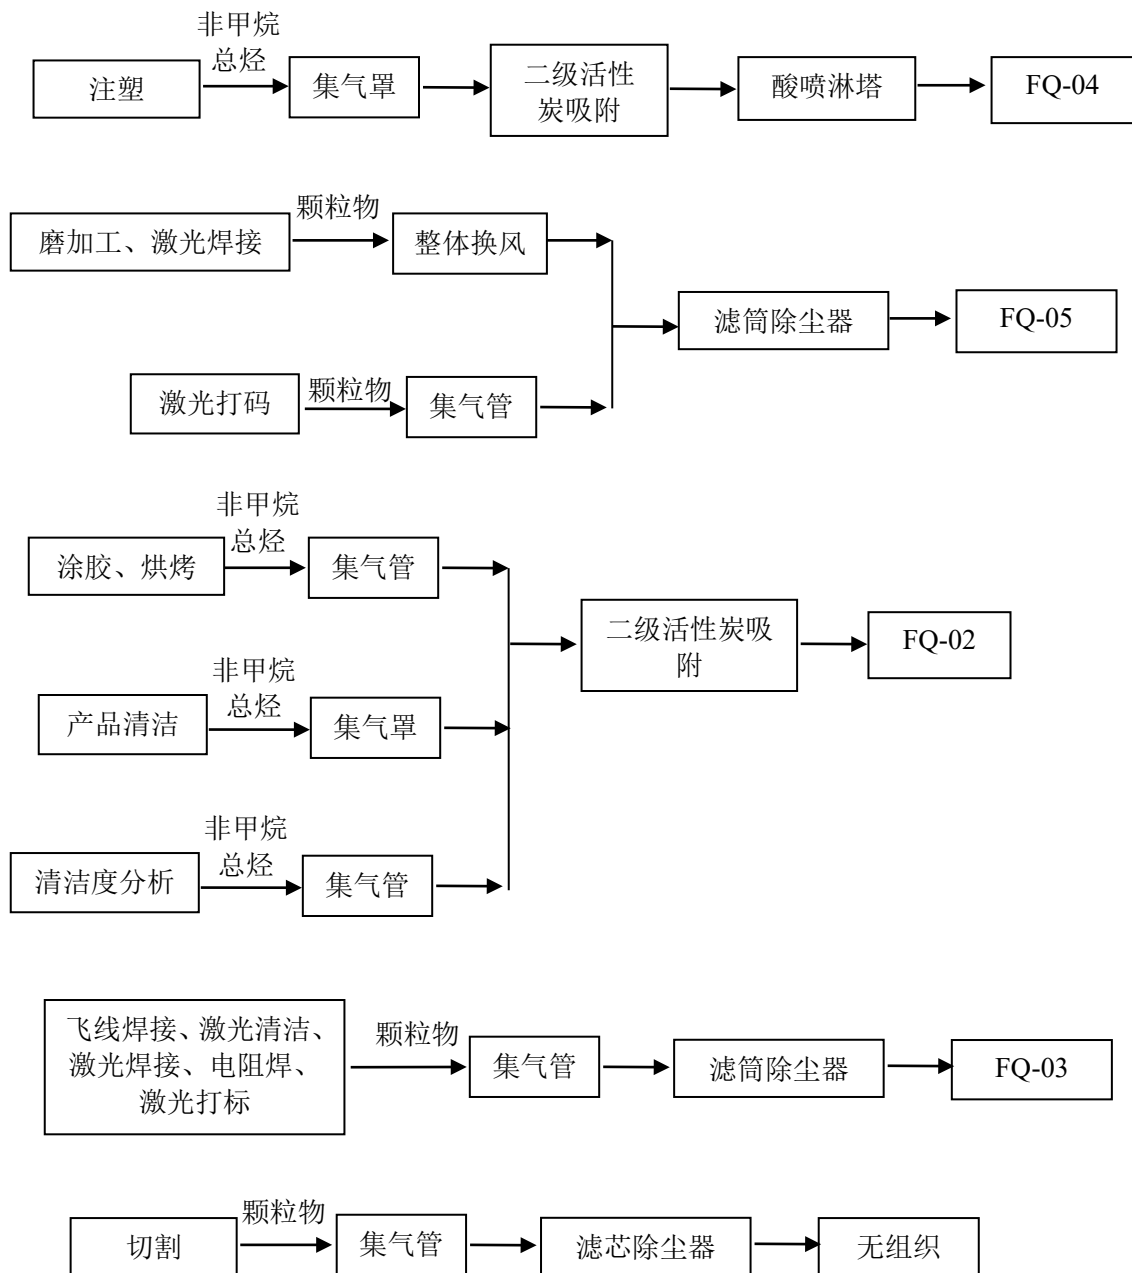 非甲烷
总烃
注塑
集气罩
二级活性
炭吸附
酸喷淋塔
FQ-04
颗粒物
磨加工、激光焊接
整体换风
滤筒除尘器
FQ-05
激光打码
颗粒物
集气管
非甲烷
总烃
涂胶、烘烤
集气管
二级活性炭吸
附
FQ-02
非甲烷
总烃
产品清洁
集气罩
非甲烷
总烃
清洁度分析
集气管
飞线焊接、激光清洁、
激光焊接、电阻焊、
激光打标
颗粒物
集气管
滤筒除尘器
FQ-03
颗粒物
切割
集气管
滤芯除尘器
无组织